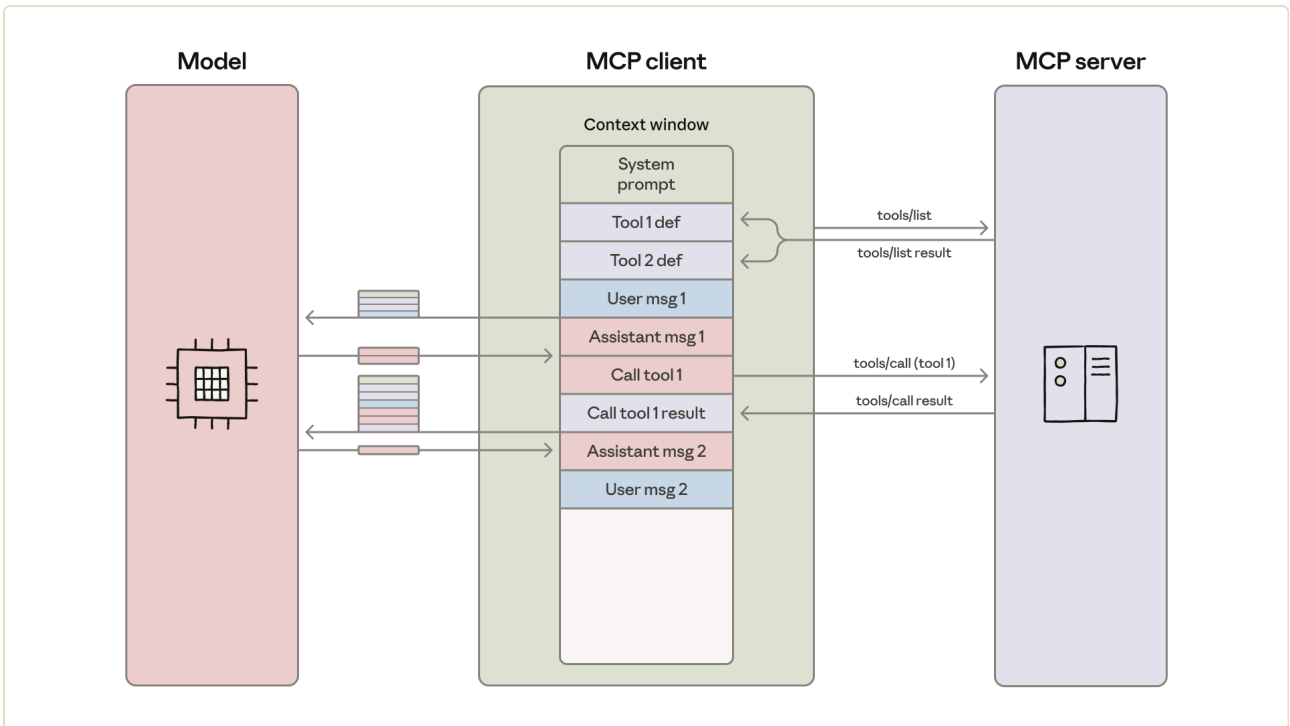 Model
MCP client
MCP server
Context window
System
prompt
Tool 1 def
Tool 2 def
User msg 1
Assistant msg 1
Call tool 1
Call tool 1 result
Assistant msg 2
User msg 2
tools/list
tools/list result
tools/call (tool 1)
tools/call result